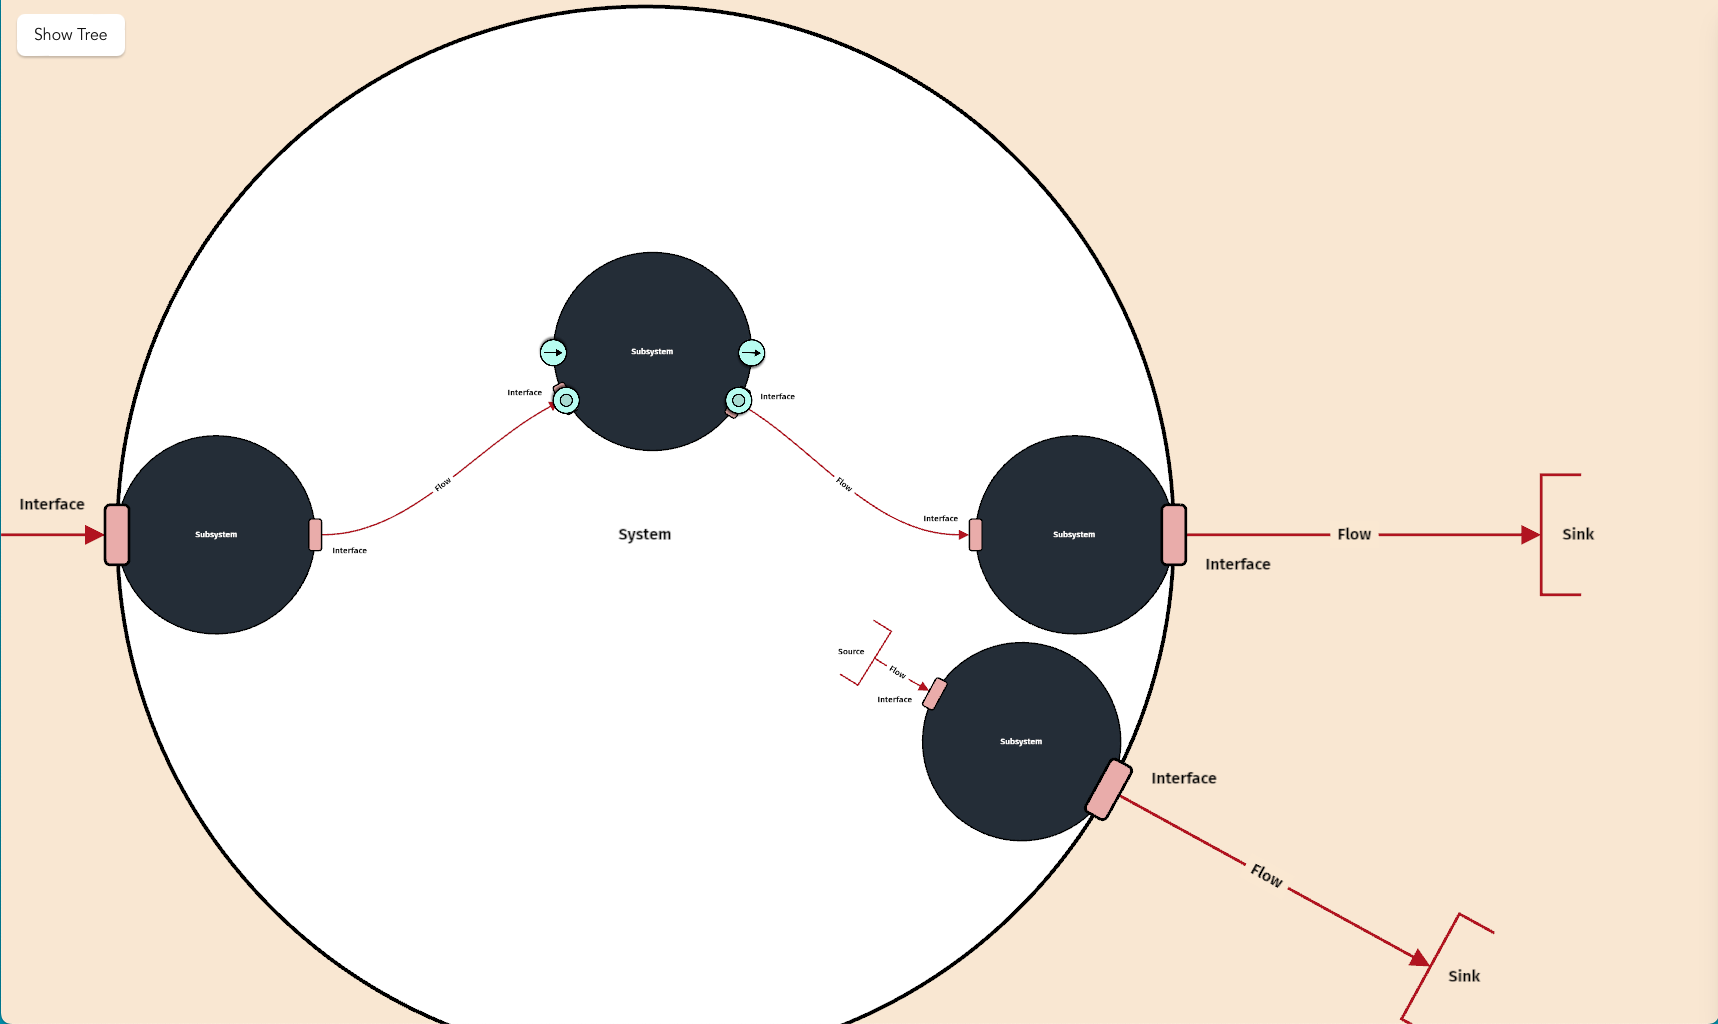 Show Tree
Subsystem
Interface
Interface
Flow
Flow
Interface
Interface
Subsystem
System
Interface
Subsystem
Interface
Flow
Sink
Source
Flow
Interface
Subsystem
Interface
Flow
Sink